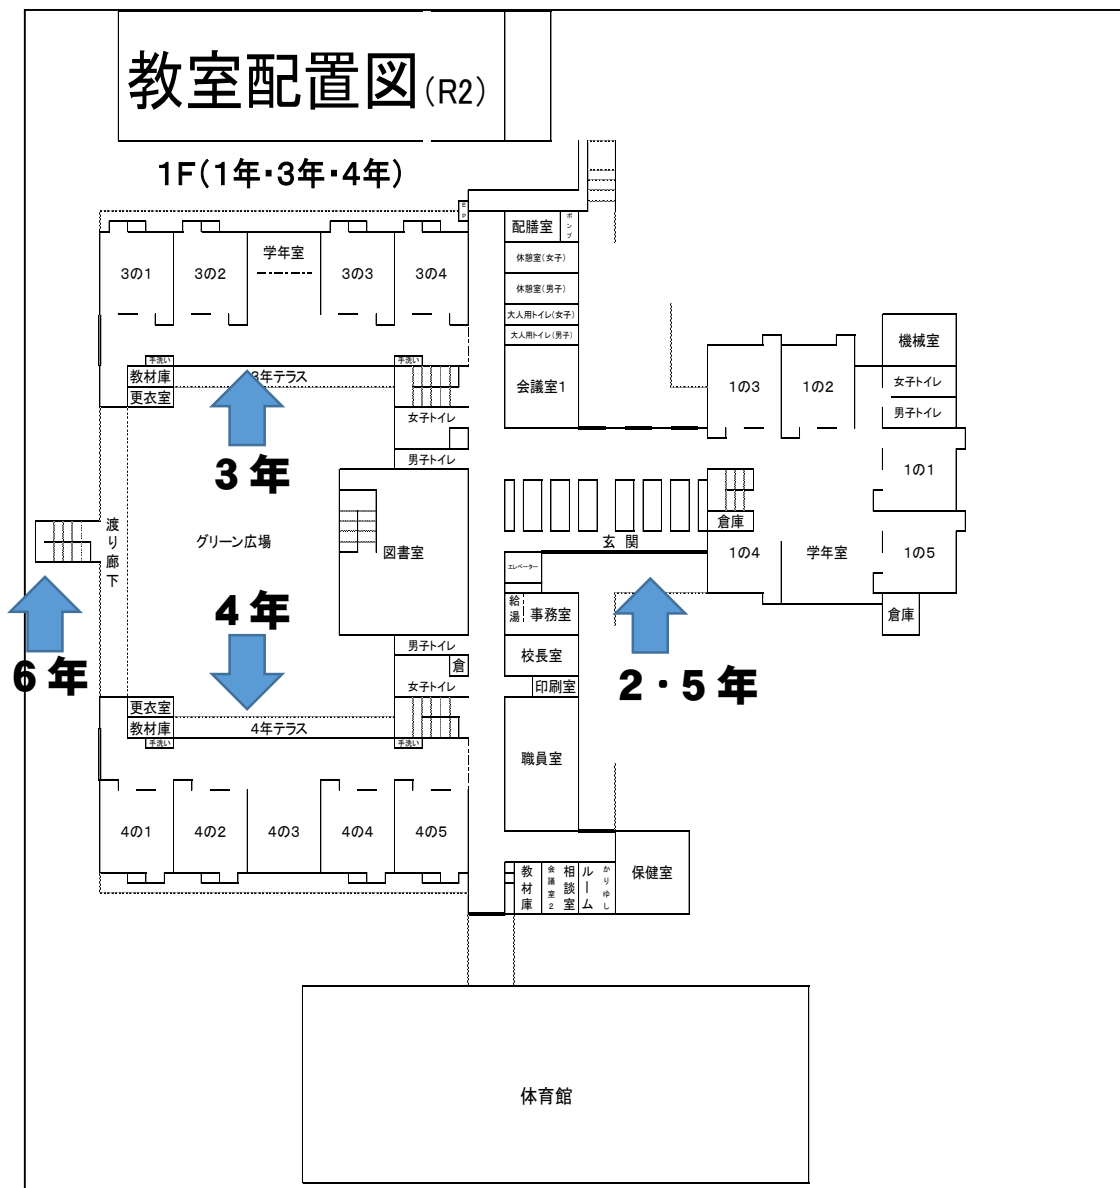 教室配置図(R2)
1F(1年・3年・4年)
EP
配膳室
ポンプ
学年室
3の1
3の2
3の3
3の4
休憩室(女子)
休憩室(男子)
大人用トイレ(女子)
大人用トイレ(男子)
会議室1
機械室
1の3
1の2
女子トイレ
男子トイレ
手洗い
手洗い
教材庫
3年テラス
更衣室
女子トイレ
3年
男子トイレ
1の1
渡り廊下
グリーン広場
図書室
倉庫
玄関
1の4
学年室
1の5
エレベーター
4年
給湯
事務室
倉庫
男子トイレ
校長室
倉
6年
女子トイレ
印刷室
2・5年
更衣室
教材庫
4年テラス
手洗い
手洗い
職員室
4の1
4の2
4の3
4の4
4の5
教材庫
会議室2
相談室
ルーム
かりゆし
保健室
体育館